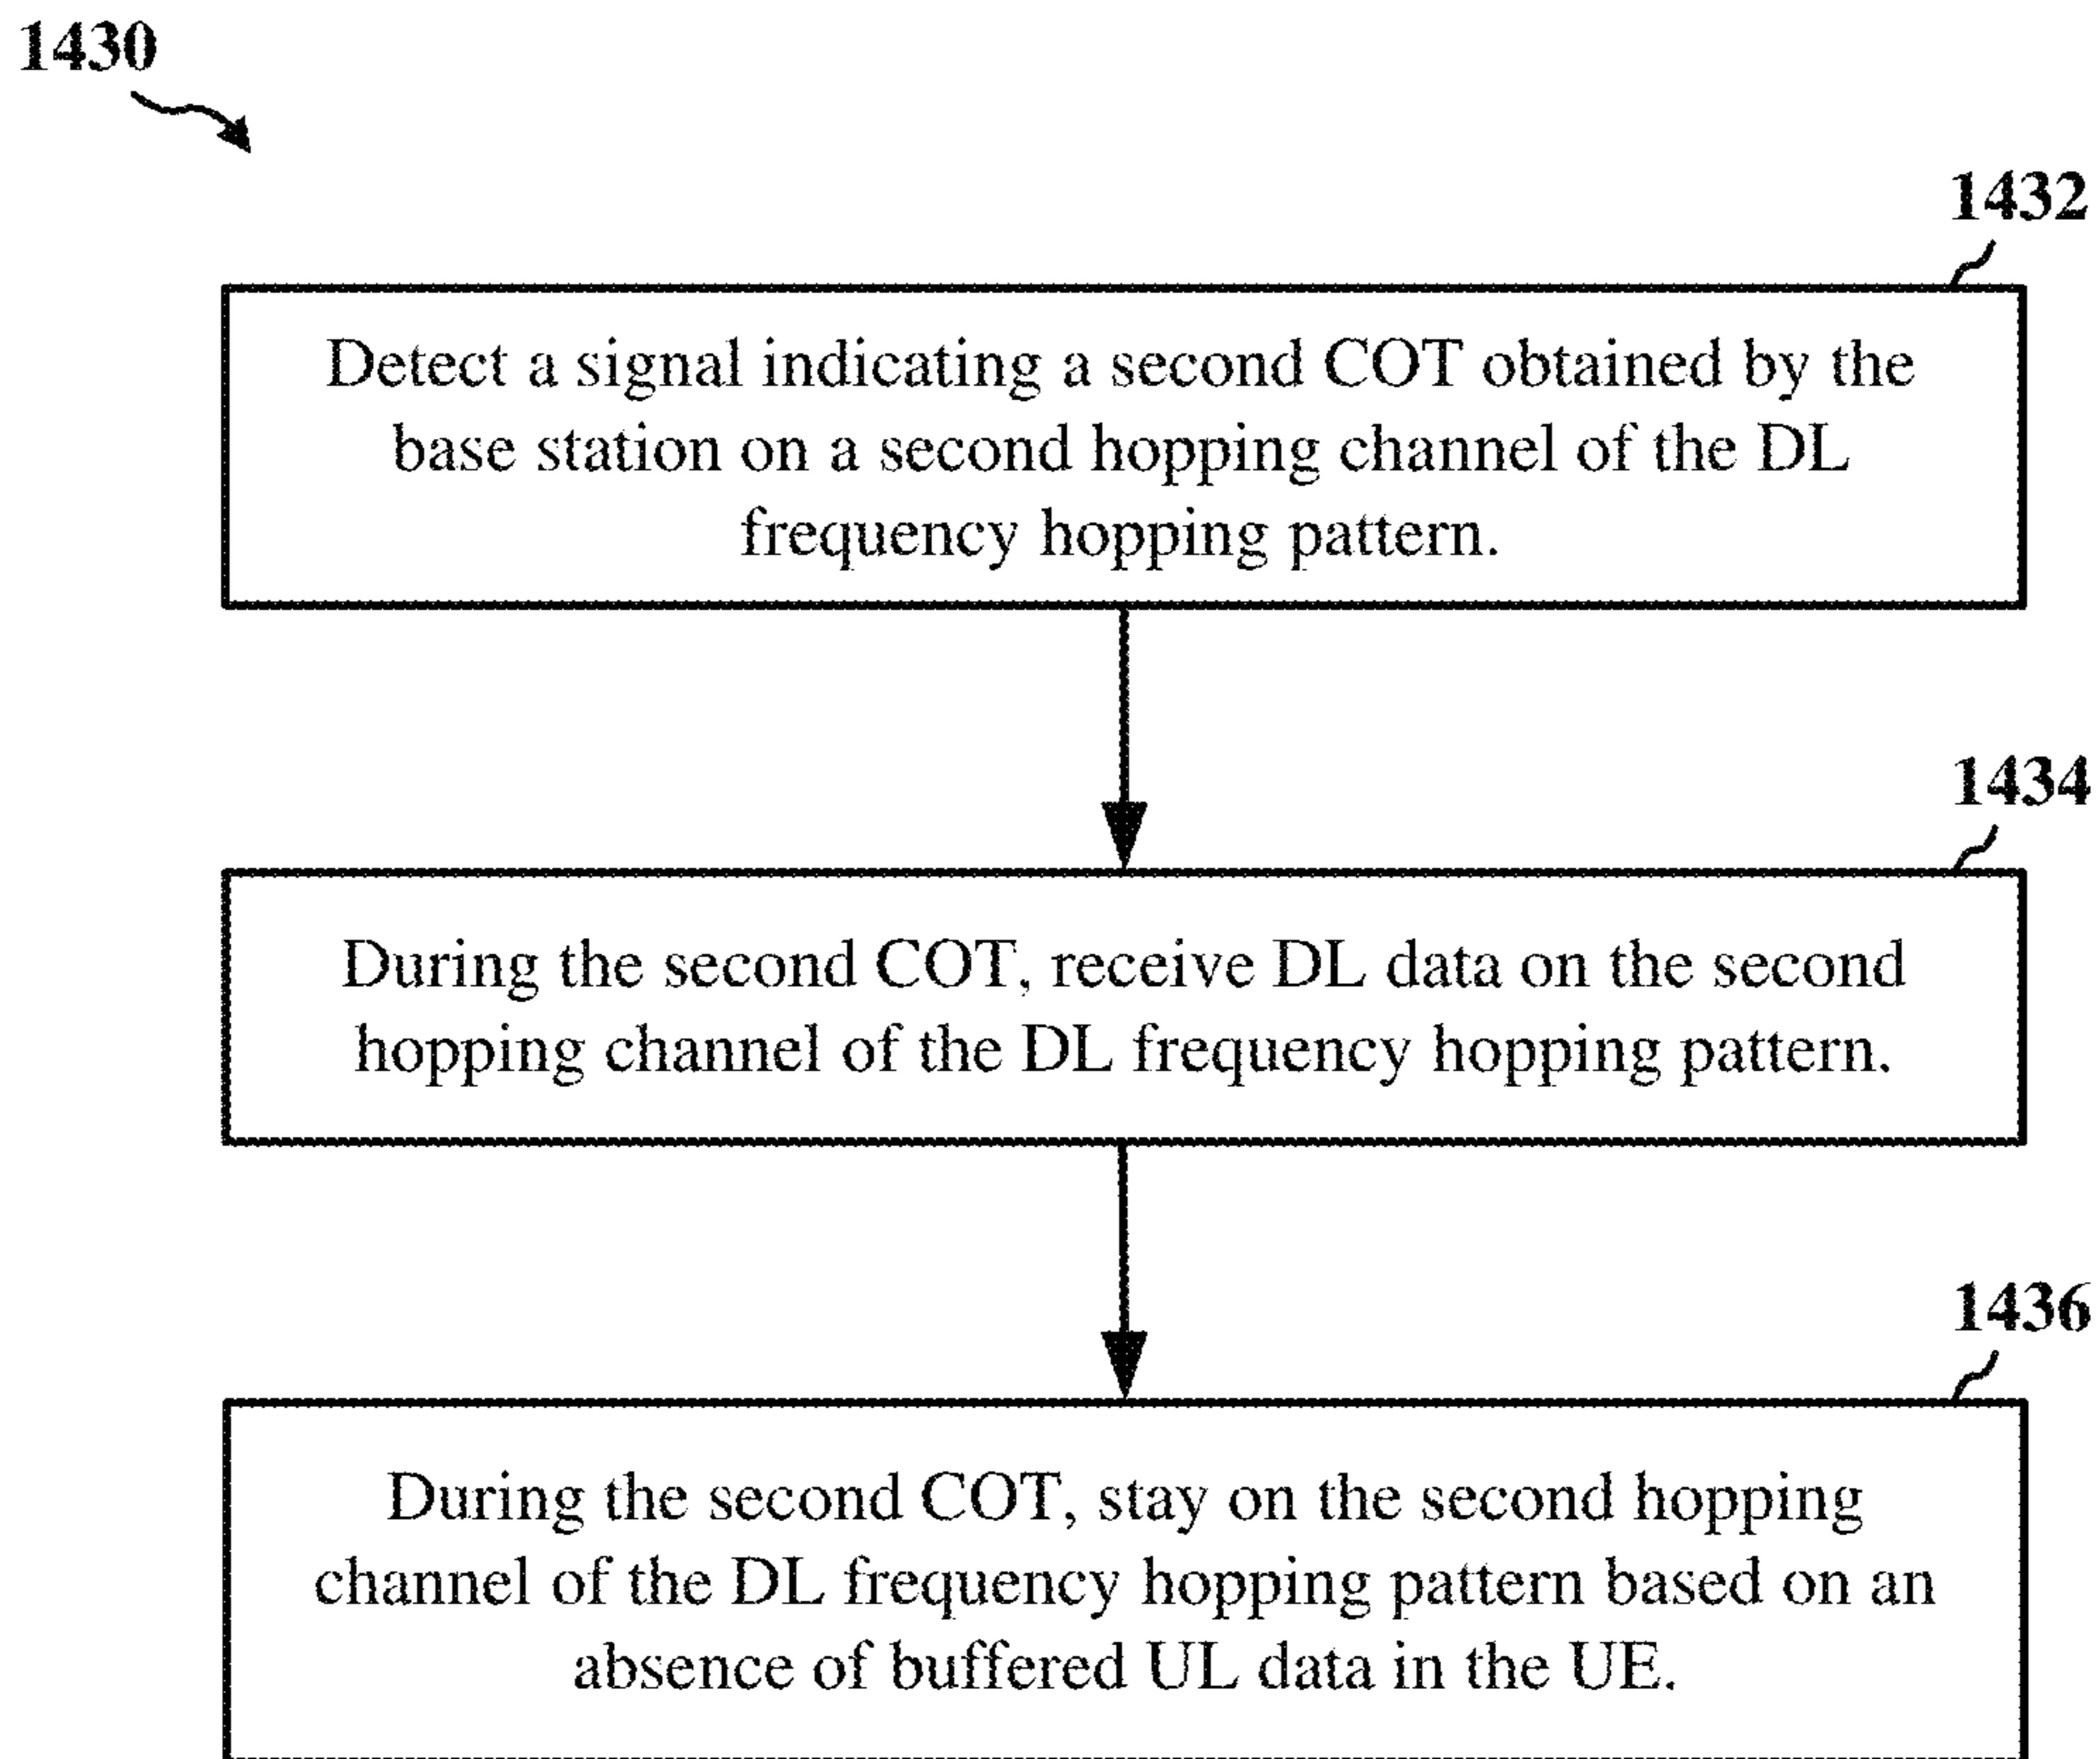 1430
1432
Detect a signal indicating a second COT obtained by the
base station on a second hopping channel of the DL
frequency hopping pattern.
1434
During the second COT, receive DL data on the second
hopping channel of the DL frequency hopping pattern.
1436
During the second COT, stay on the second hopping
channel of the DL frequency hopping pattern based on an
absence of buffered UL data in the UE.